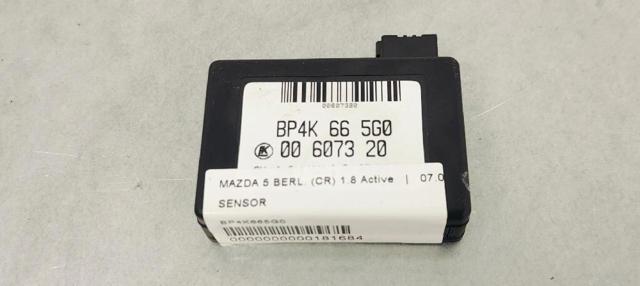 00607320
BP4K 66 5G0
00 6073 20
MAZDA 5 BERL. (CR) 1.8 Active | 07.0
SENSOR
BP4K665G0
0000000000181684